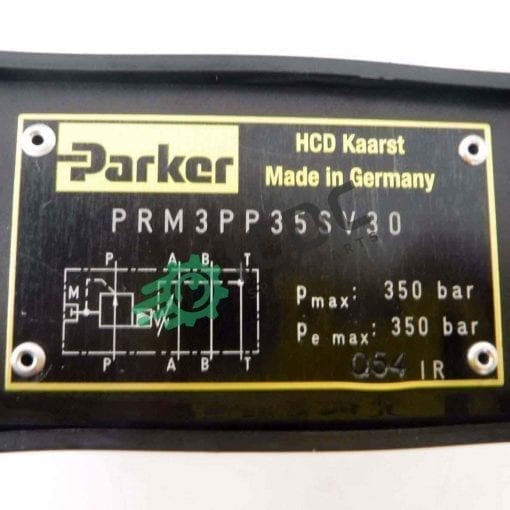 Parker
HCD Kaarst
Made in Germany
PRM3PP35SV30
P A B T
M
P A B T
pmax: 350 bar
pe max: 350 bar
Q54 IR